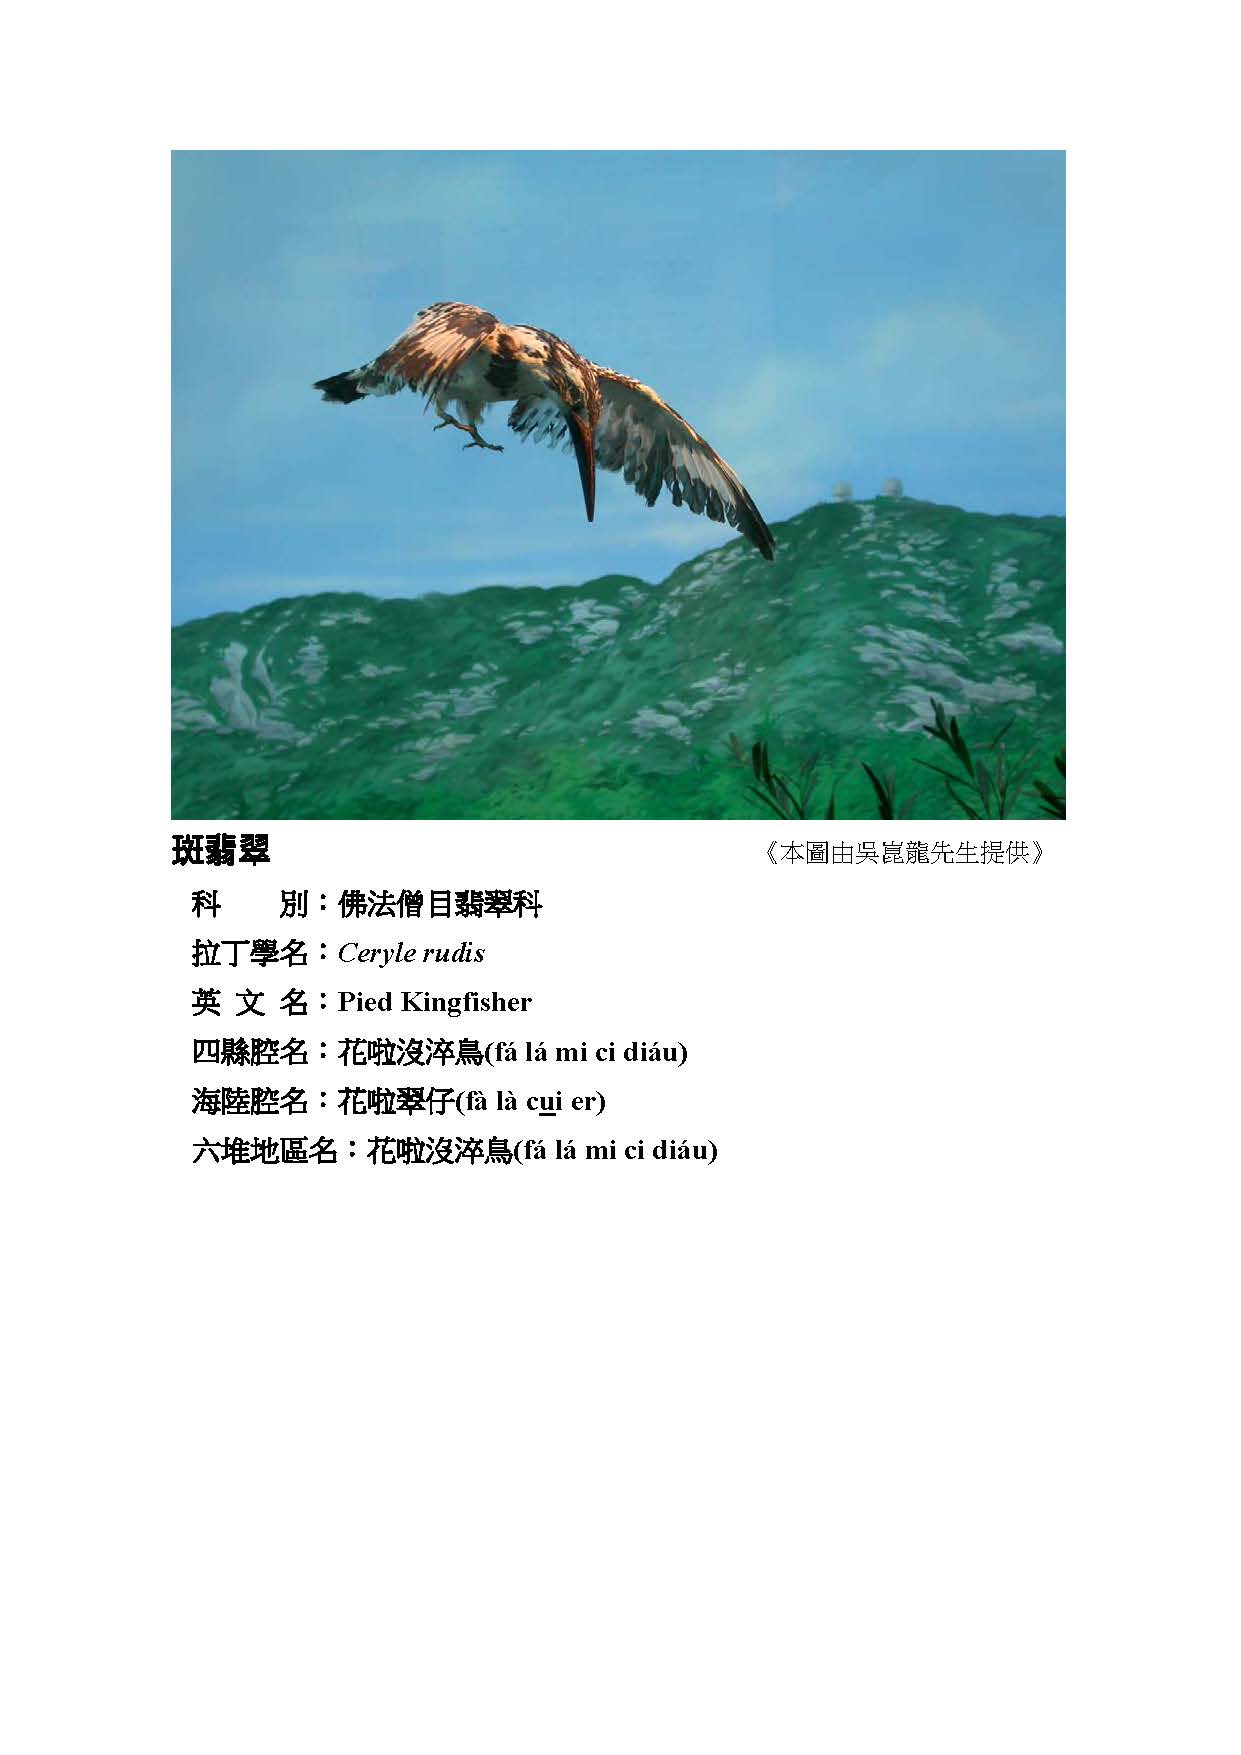 斑翡翠 《本圖由吳崑龍先生提供》
科　　別：佛法僧目翡翠科
拉丁學名：Ceryle rudis
英 文 名：Pied Kingfisher
四縣腔名：花啦沒淬鳥(fá lá mi ci diáu)
海陸腔名：花啦翠仔(fà là cui er)
六堆地區名：花啦沒淬鳥(fá lá mi ci diáu)